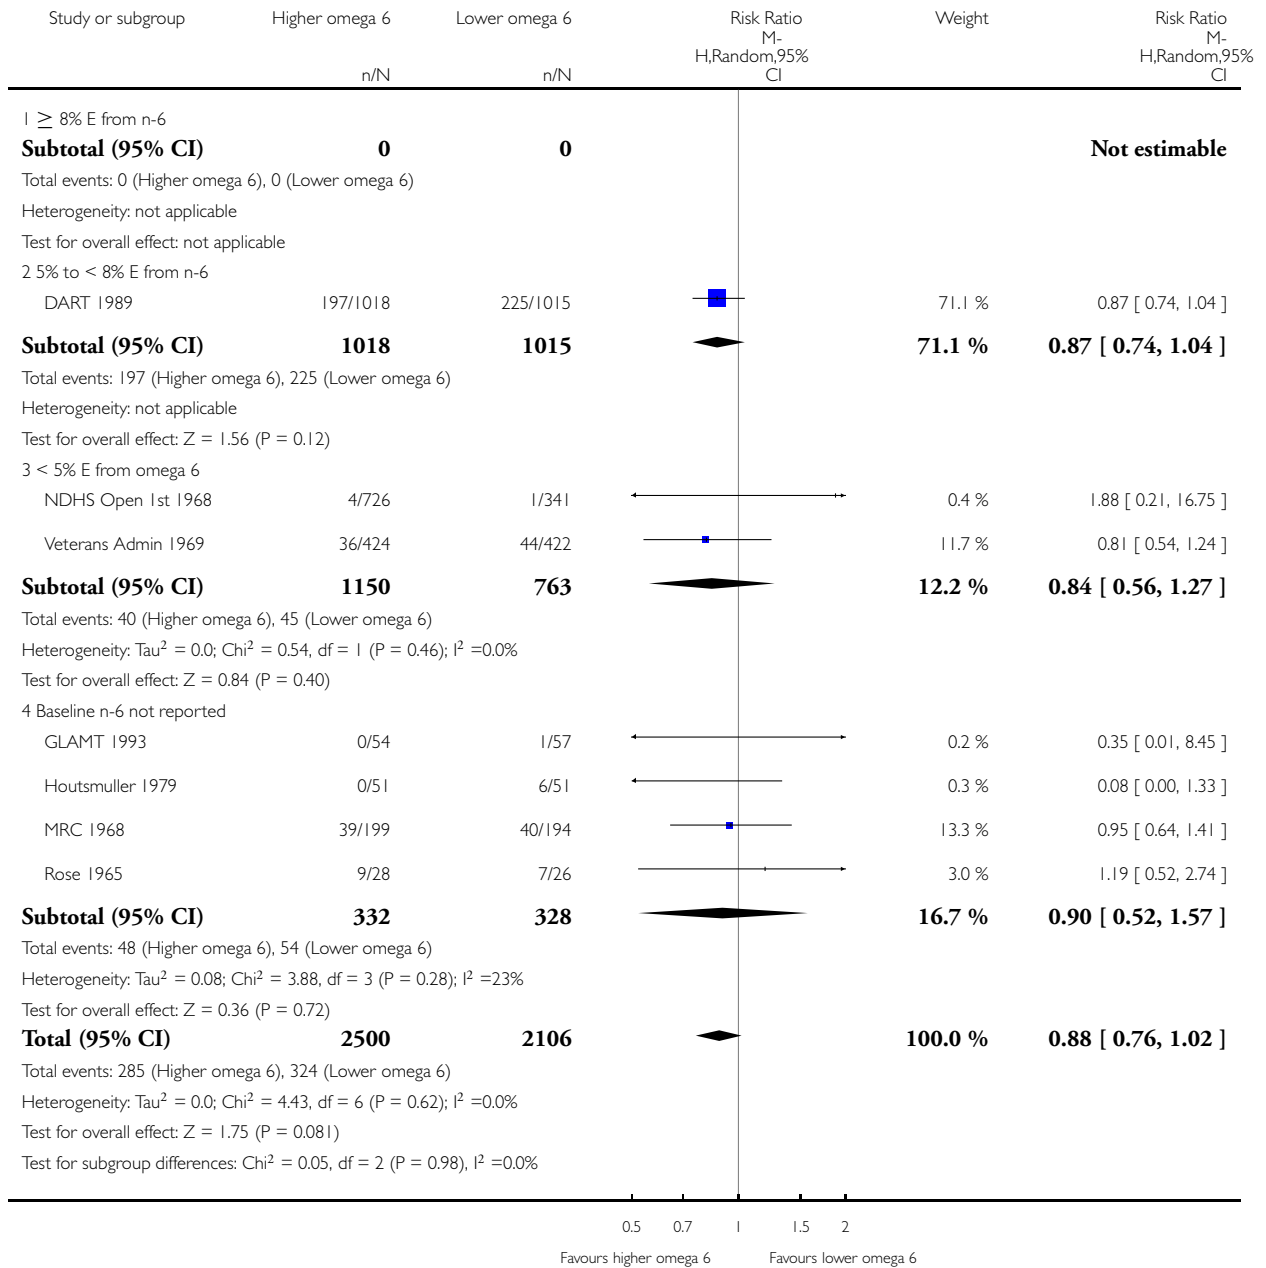 Study or subgroup Higher omega 6 Lower omega 6 Risk Ratio Weight Risk Ratio
M- M-
H,Random,95% H,Random,95%
n/N n/N CI CI
1 ≥ 8% E from n-6
Subtotal (95% CI) 0 0 Not estimable
Total events: 0 (Higher omega 6), 0 (Lower omega 6)
Heterogeneity: not applicable
Test for overall effect: not applicable
2 5% to < 8% E from n-6
DART 1989 197/1018 225/1015 71.1 % 0.87 [ 0.74, 1.04 ]
Subtotal (95% CI) 1018 1015 71.1 % 0.87 [ 0.74, 1.04 ]
Total events: 197 (Higher omega 6), 225 (Lower omega 6)
Heterogeneity: not applicable
Test for overall effect: Z = 1.56 (P = 0.12)
3 < 5% E from omega 6
NDHS Open 1st 1968 4/726 1/341 0.4 % 1.88 [ 0.21, 16.75 ]
Veterans Admin 1969 36/424 44/422 11.7 % 0.81 [ 0.54, 1.24 ]
Subtotal (95% CI) 1150 763 12.2 % 0.84 [ 0.56, 1.27 ]
Total events: 40 (Higher omega 6), 45 (Lower omega 6)
Heterogeneity: Tau² = 0.0; Chi² = 0.54, df = 1 (P = 0.46); I² =0.0%
Test for overall effect: Z = 0.84 (P = 0.40)
4 Baseline n-6 not reported
GLAMT 1993 0/54 1/57 0.2 % 0.35 [ 0.01, 8.45 ]
Houtsmuller 1979 0/51 6/51 0.3 % 0.08 [ 0.00, 1.33 ]
MRC 1968 39/199 40/194 13.3 % 0.95 [ 0.64, 1.41 ]
Rose 1965 9/28 7/26 3.0 % 1.19 [ 0.52, 2.74 ]
Subtotal (95% CI) 332 328 16.7 % 0.90 [ 0.52, 1.57 ]
Total events: 48 (Higher omega 6), 54 (Lower omega 6)
Heterogeneity: Tau² = 0.08; Chi² = 3.88, df = 3 (P = 0.28); I² =23%
Test for overall effect: Z = 0.36 (P = 0.72)
Total (95% CI) 2500 2106 100.0 % 0.88 [ 0.76, 1.02 ]
Total events: 285 (Higher omega 6), 324 (Lower omega 6)
Heterogeneity: Tau² = 0.0; Chi² = 4.43, df = 6 (P = 0.62); I² =0.0%
Test for overall effect: Z = 1.75 (P = 0.081)
Test for subgroup differences: Chi² = 0.05, df = 2 (P = 0.98), I² =0.0%
0.5 0.7 1 1.5 2
Favours higher omega 6 Favours lower omega 6